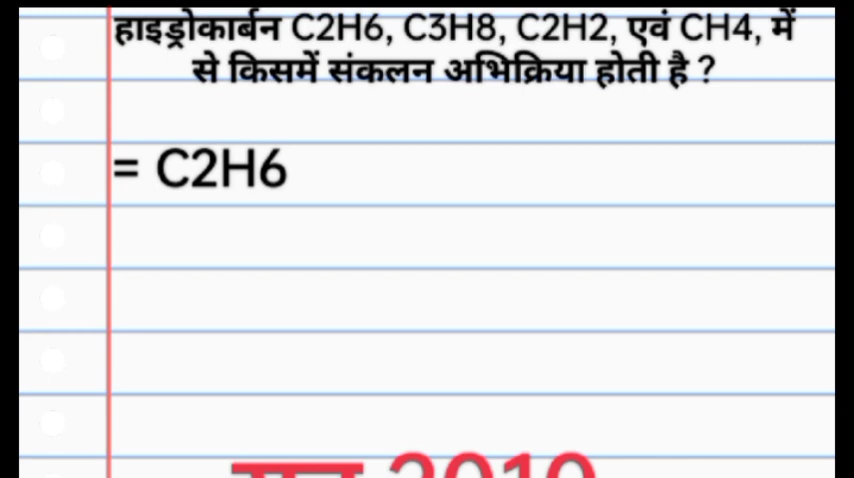 हाइड्रोकार्बन C2H6, C3H8, C2H2, एवं CH4, में
से किसमें संकलन अभिक्रिया होती है ?
= C2H6